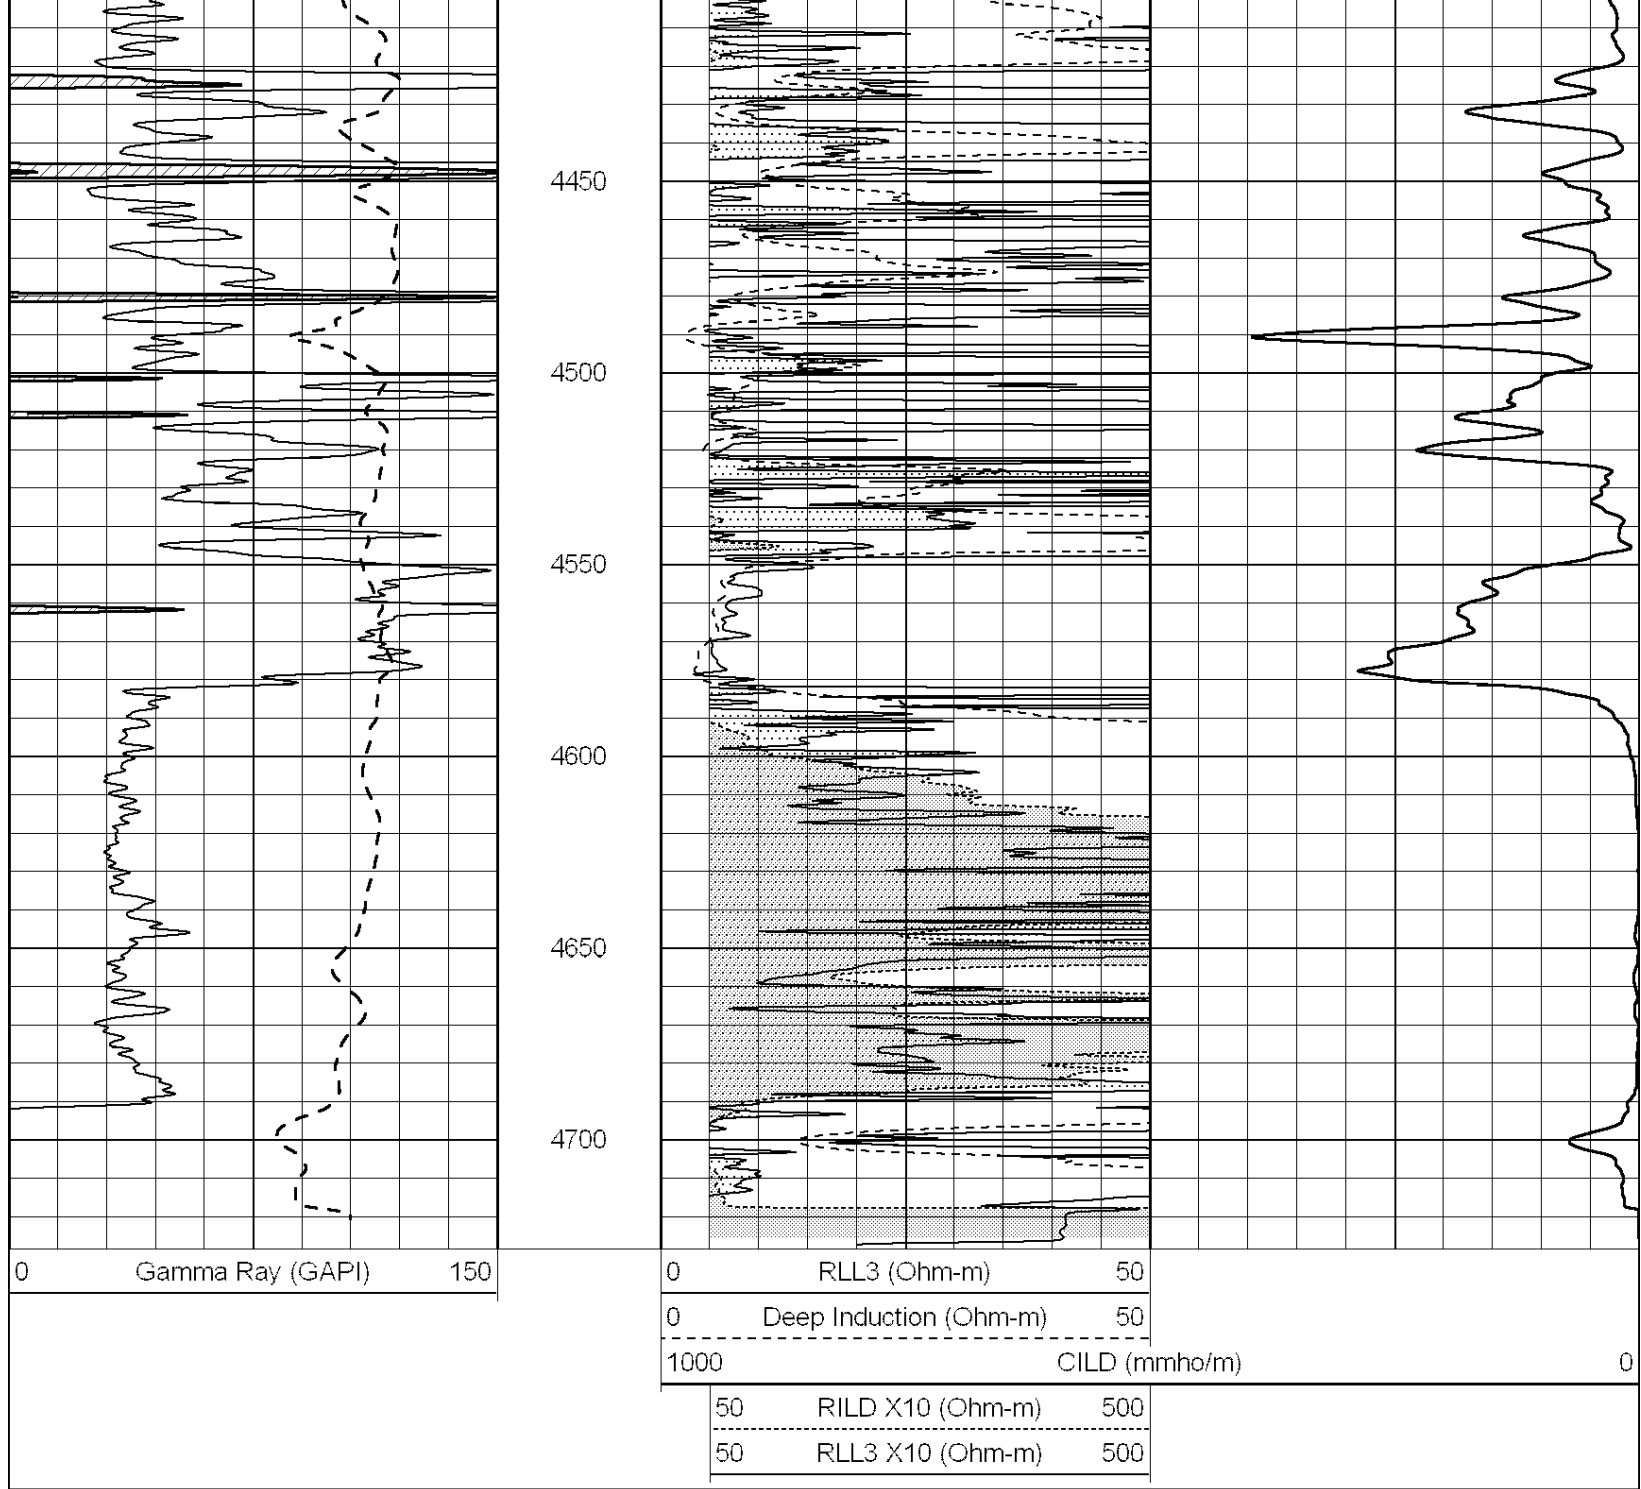 4450
4500
4550
4600
4650
4700
0 Gamma Ray (GAPI) 150
0 RLL3 (Ohm-m) 50
0 Deep Induction (Ohm-m) 50
1000 CILD (mmho/m) 0
50 RILD X10 (Ohm-m) 500
50 RLL3 X10 (Ohm-m) 500